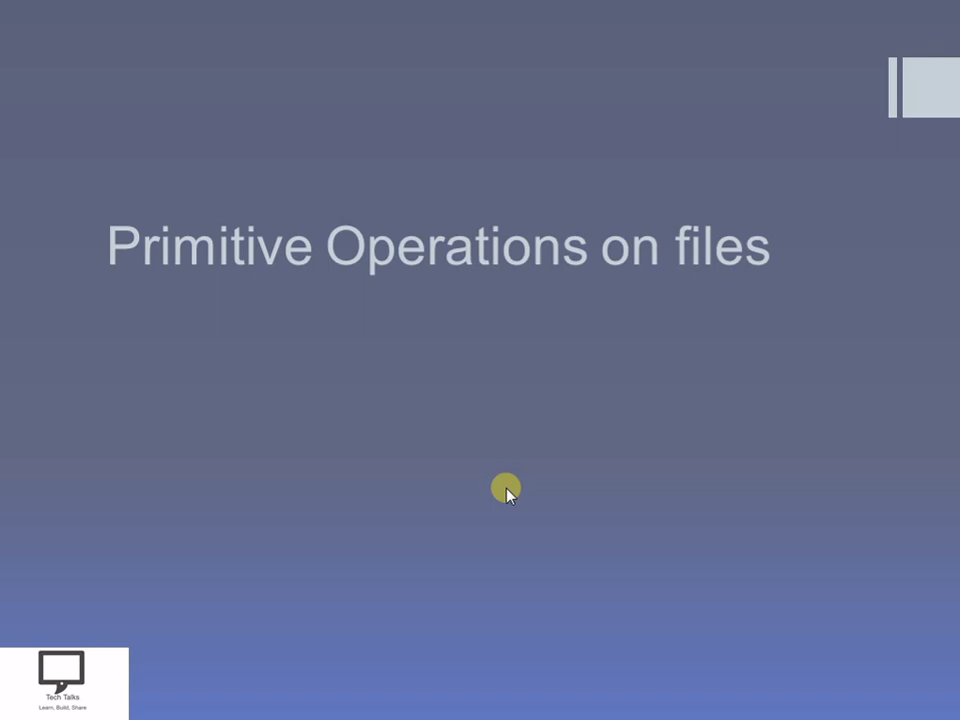 Primitive Operations on files
Tech Talks
Learn, Build, Share